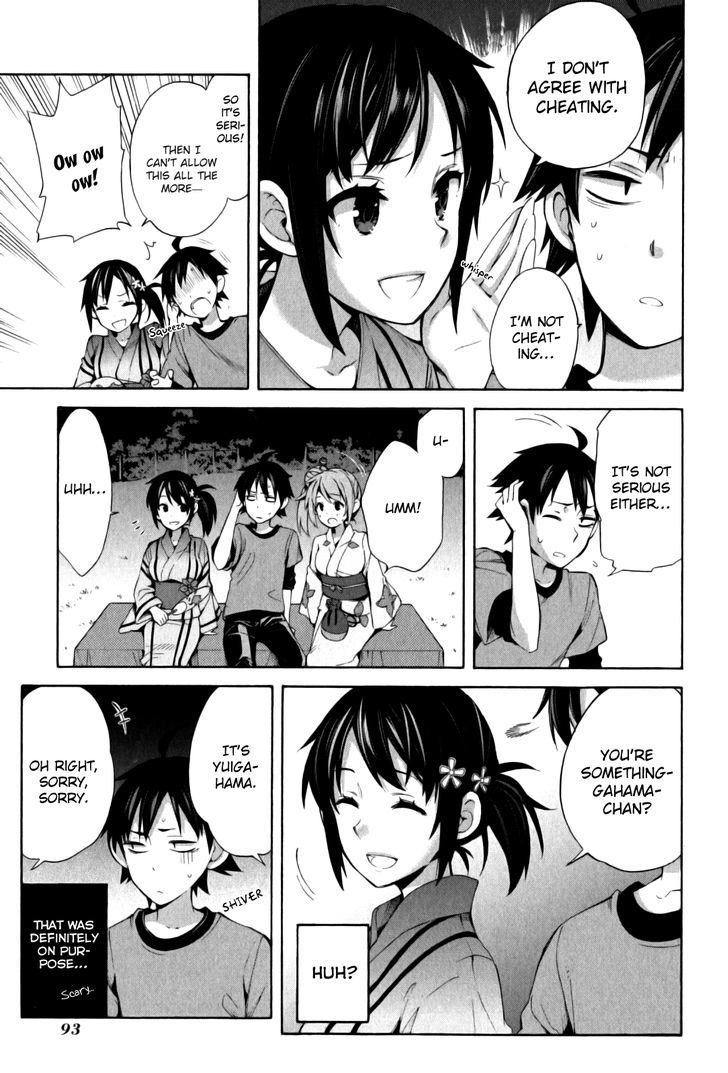 I DON'T
AGREE WITH
CHEATING.
whisper
I'M NOT
CHEAT-
ING...
SO
IT'S
SERI-
OUS!
THEN I
CAN'T ALLOW
THIS ALL THE
MORE—
OW OW
OW!
Squeeze
IT'S NOT
SERIOUS
EITHER...
U-
UMM!
UHH...
YOU'RE
SOMETHING-
GAHAMA-
CHAN?
HUH?
IT'S
YUIGA-
HAMA.
OH RIGHT,
SORRY,
SORRY.
SHIVER
THAT WAS
DEFINITELY
ON PUR-
POSE...
Scary
93